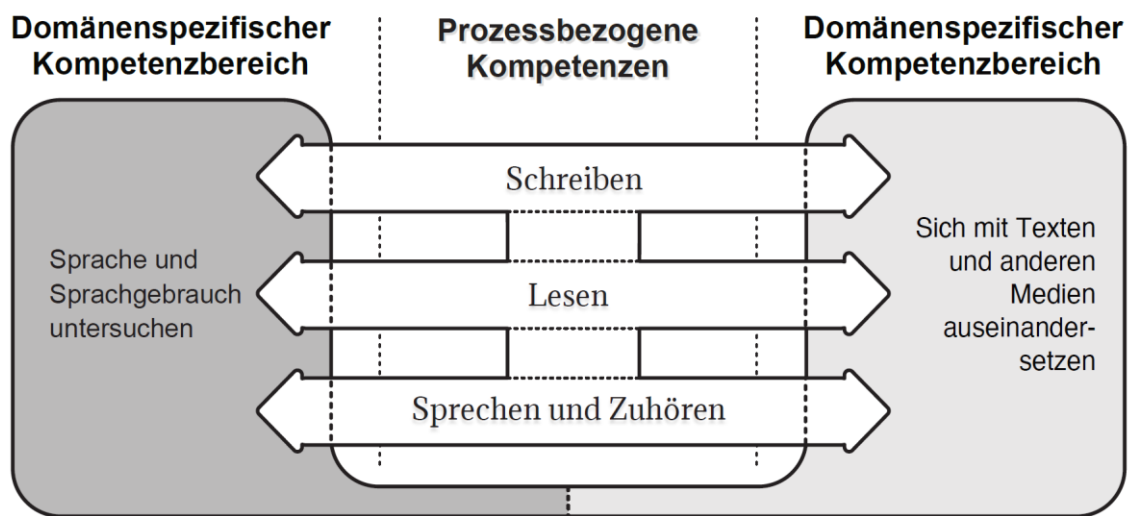 Domänenspezifischer
Kompetenzbereich
Prozessbezogene
Kompetenzen
Domänenspezifischer
Kompetenzbereich
Schreiben
Sprache und
Sprachgebrauch
untersuchen
Lesen
Sich mit Texten
und anderen
Medien
auseinander-
setzen
Sprechen und Zuhören